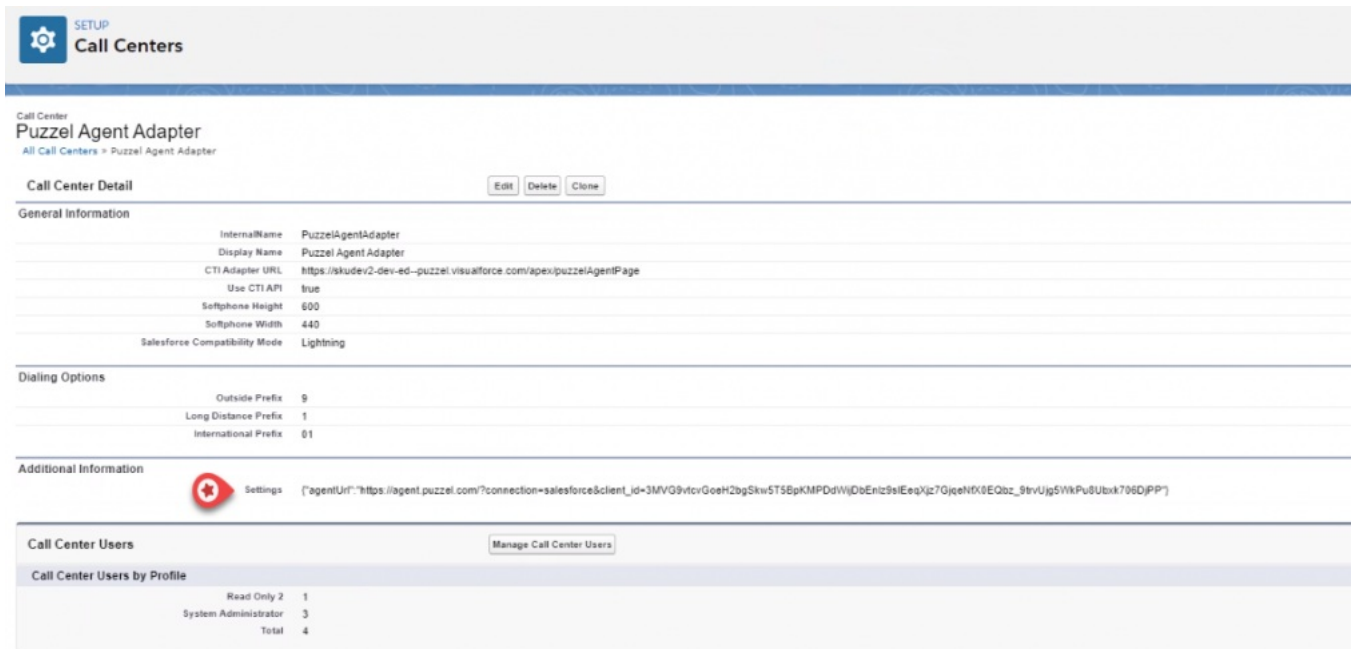 SETUP
Call Centers
Call Center
Puzzel Agent Adapter
All Call Centers » Puzzel Agent Adapter
Call Center Detail Edit Delete Clone
General Information
InternalName PuzzelAgentAdapter
Display Name Puzzel Agent Adapter
CTI Adapter URL https://skudev2-dev-ed--puzzel.visualforce.com/apex/puzzelAgentPage
Use CTI API true
Softphone Height 600
Softphone Width 440
Salesforce Compatibility Mode Lightning
Dialing Options
Outside Prefix 9
Long Distance Prefix 1
International Prefix 01
Additional Information
Settings {"agentUrl":"https://agent.puzzel.com/?connection=salesforce&client_id=3MVG9vtcvGoeH2bgSkw5T5BpKMPDdWijDbEnIz9slEeqXjz7GjqeNfX0EQbz_9trvUjg5WkPu8Ubxk706DjPP"}
Call Center Users Manage Call Center Users
Call Center Users by Profile
Read Only 2 1
System Administrator 3
Total 4